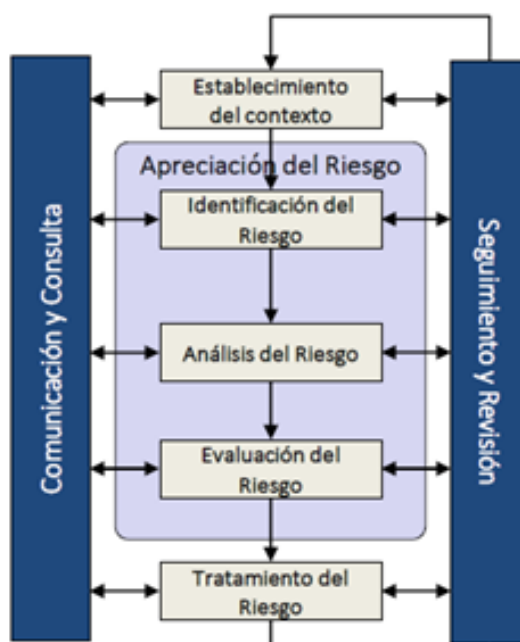 Establecimiento
del contexto
Apreciación del Riesgo
Identificación del
Riesgo
Análisis del Riesgo
Evaluación del
Riesgo
Tratamiento del
Riesgo
Comunicación y Consulta
Seguimiento y Revisión